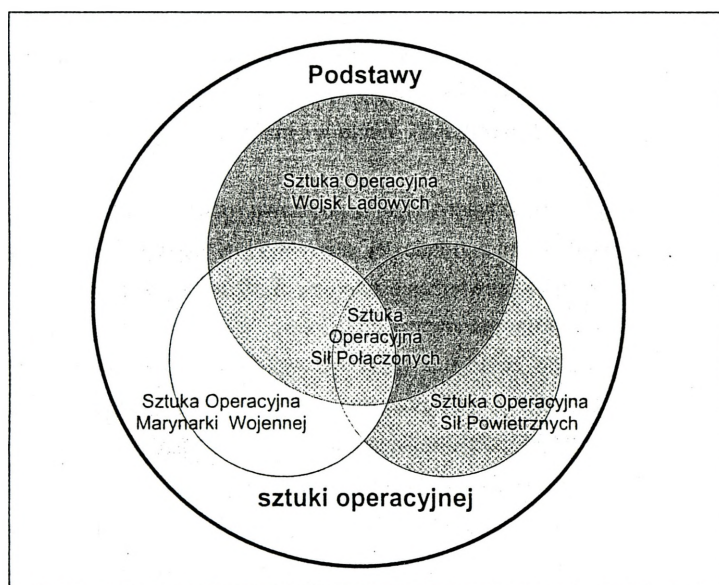 Podstawy
Sztuka Operacyjna
Wojsk Lądowych
Sztuka
Operacyjna
Sił Połączonych
Sztuka Operacyjna
Marynarki Wojennej
Sztuka Operacyjna
Sił Powietrznych
sztuki operacyjnej